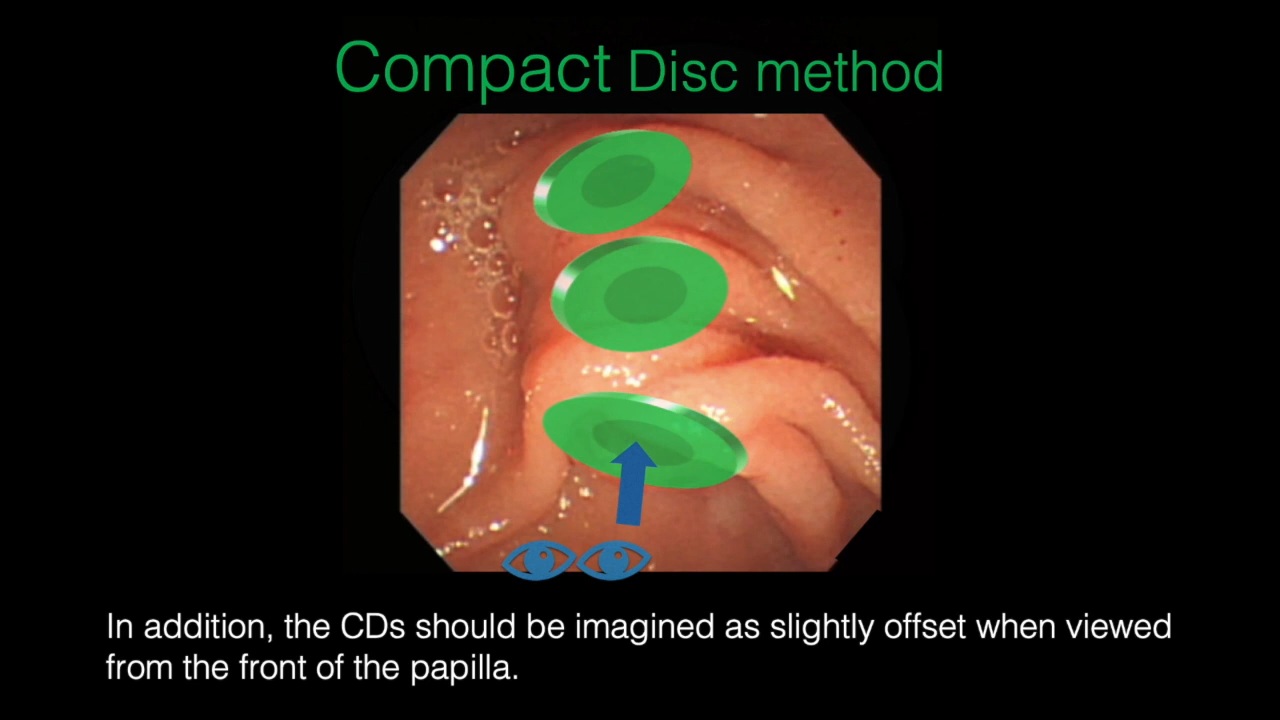 Compact Disc method
In addition, the CDs should be imagined as slightly offset when viewed
from the front of the papilla.